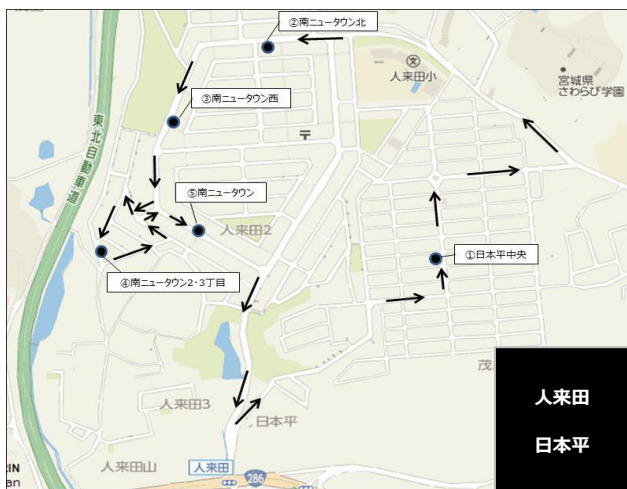 ②南ニュータウン北
人来田小
宮城県
さわらび学園
③南ニュータウン西
東北自動車道
⑤南ニュータウン
人来田2
①日本平中央
④南ニュータウン2・3丁目
人来田3
日本平
人来田
日本平
人来田山
人来田
286